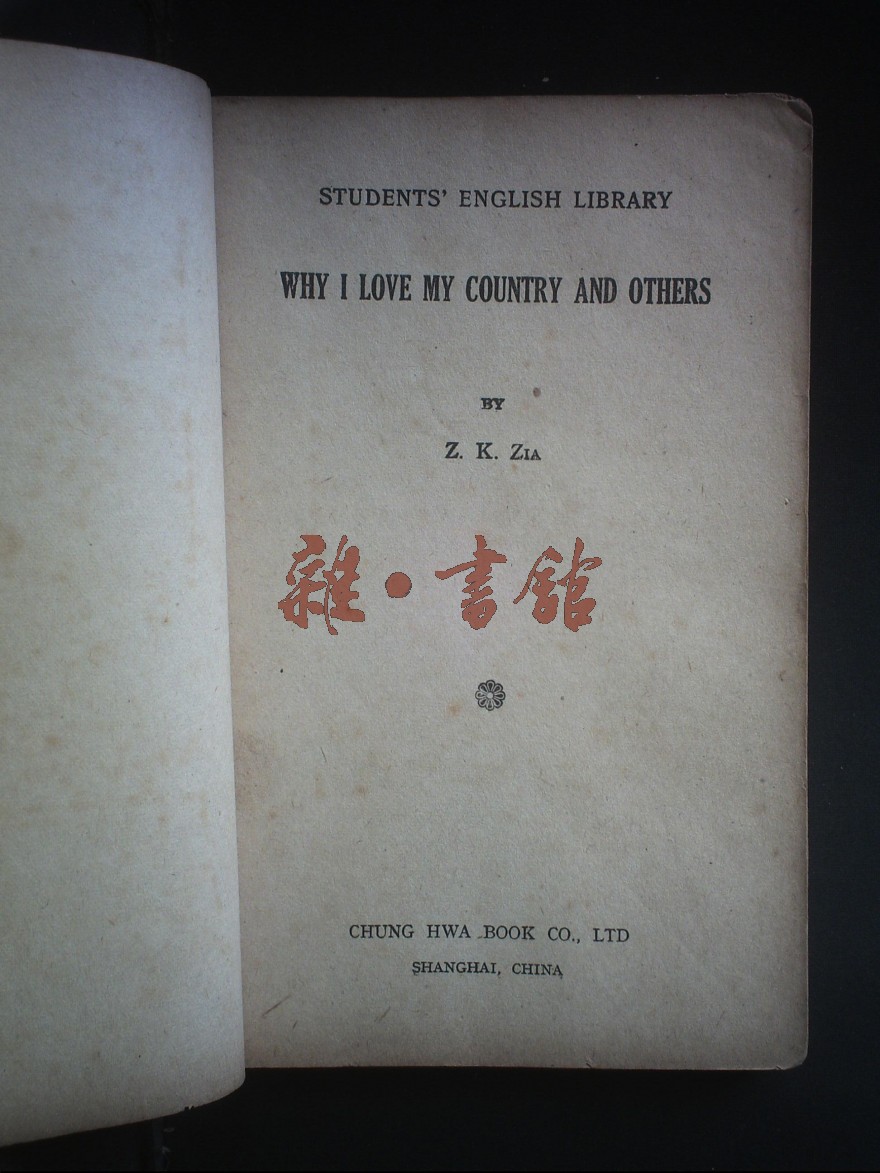 STUDENTS' ENGLISH LIBRARY
WHY I LOVE MY COUNTRY AND OTHERS
BY
Z. K. ZIA
雜·書館
CHUNG HWA BOOK CO., LTD
SHANGHAI, CHINA